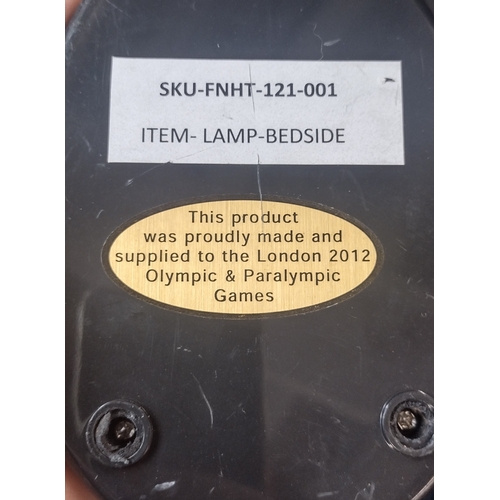 SKU-FNHT-121-001
ITEM- LAMP-BEDSIDE
This product
was proudly made and
supplied to the London 2012
Olympic & Paralympic
Games